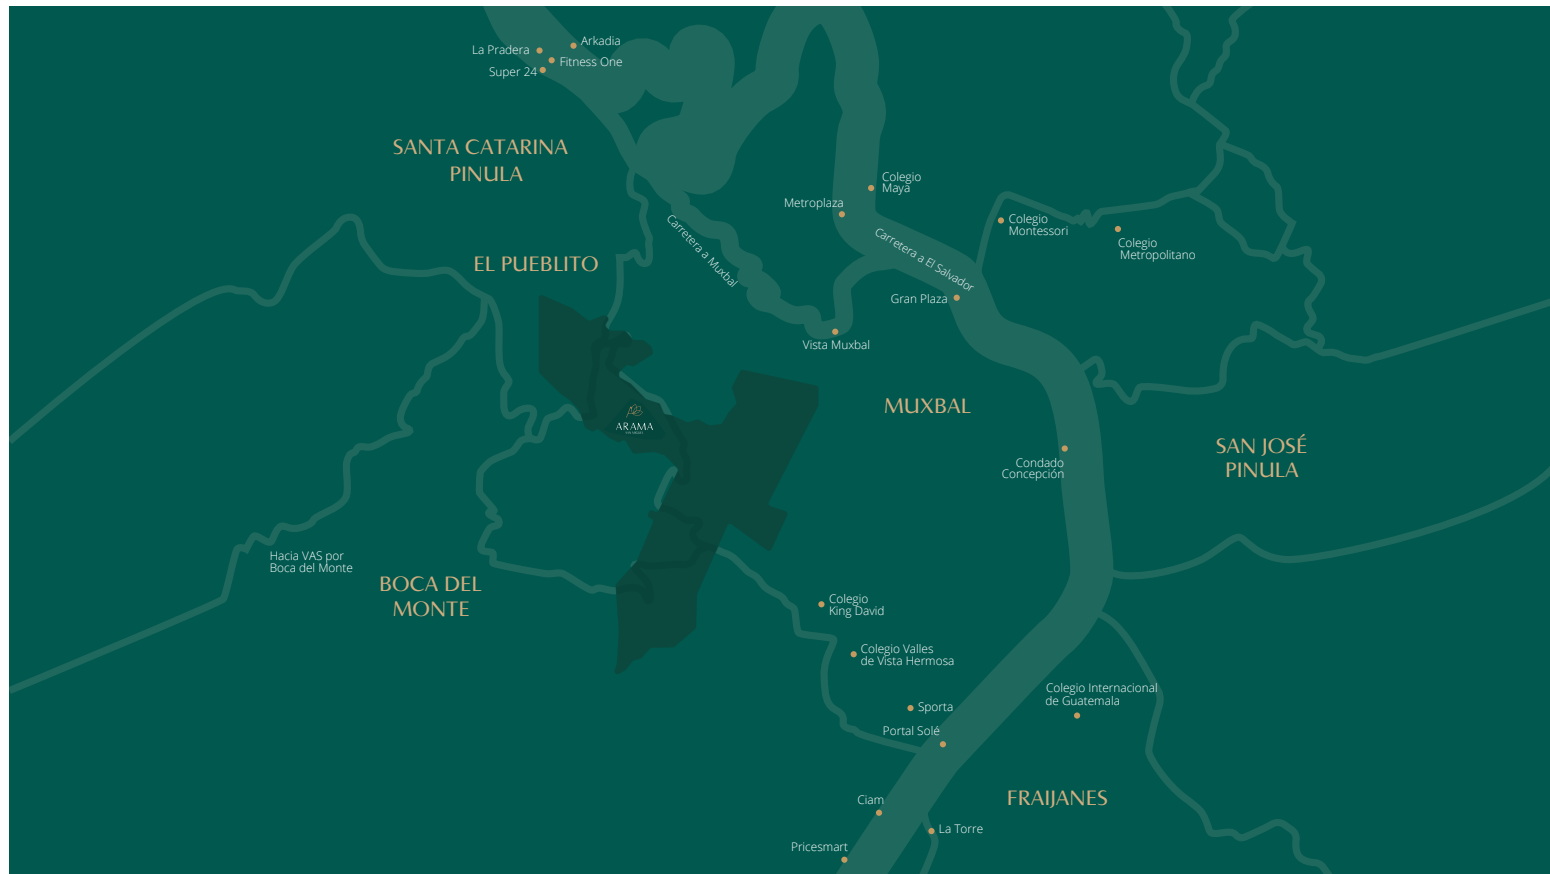 Arkadia
La Pradera
Fitness One
Super 24
SANTA CATARINA
PINULA
Colegio
Maya
Metroplaza
Colegio
Montessori
Carretera a Muxbal
Carretera a El Salvador
Colegio
Metropolitano
EL PUEBLITO
Gran Plaza
Vista Muxbal
MUXBAL
ARAMA
SAN JOSÉ
PINULA
Condado
Concepción
Hacia VAS por
Boca del Monte
BOCA DEL
MONTE
Colegio
King David
Colegio Valles
de Vista Hermosa
Colegio Internacional
de Guatemala
Sporta
Portal Solé
Ciam
FRAIJANES
La Torre
Pricesmart